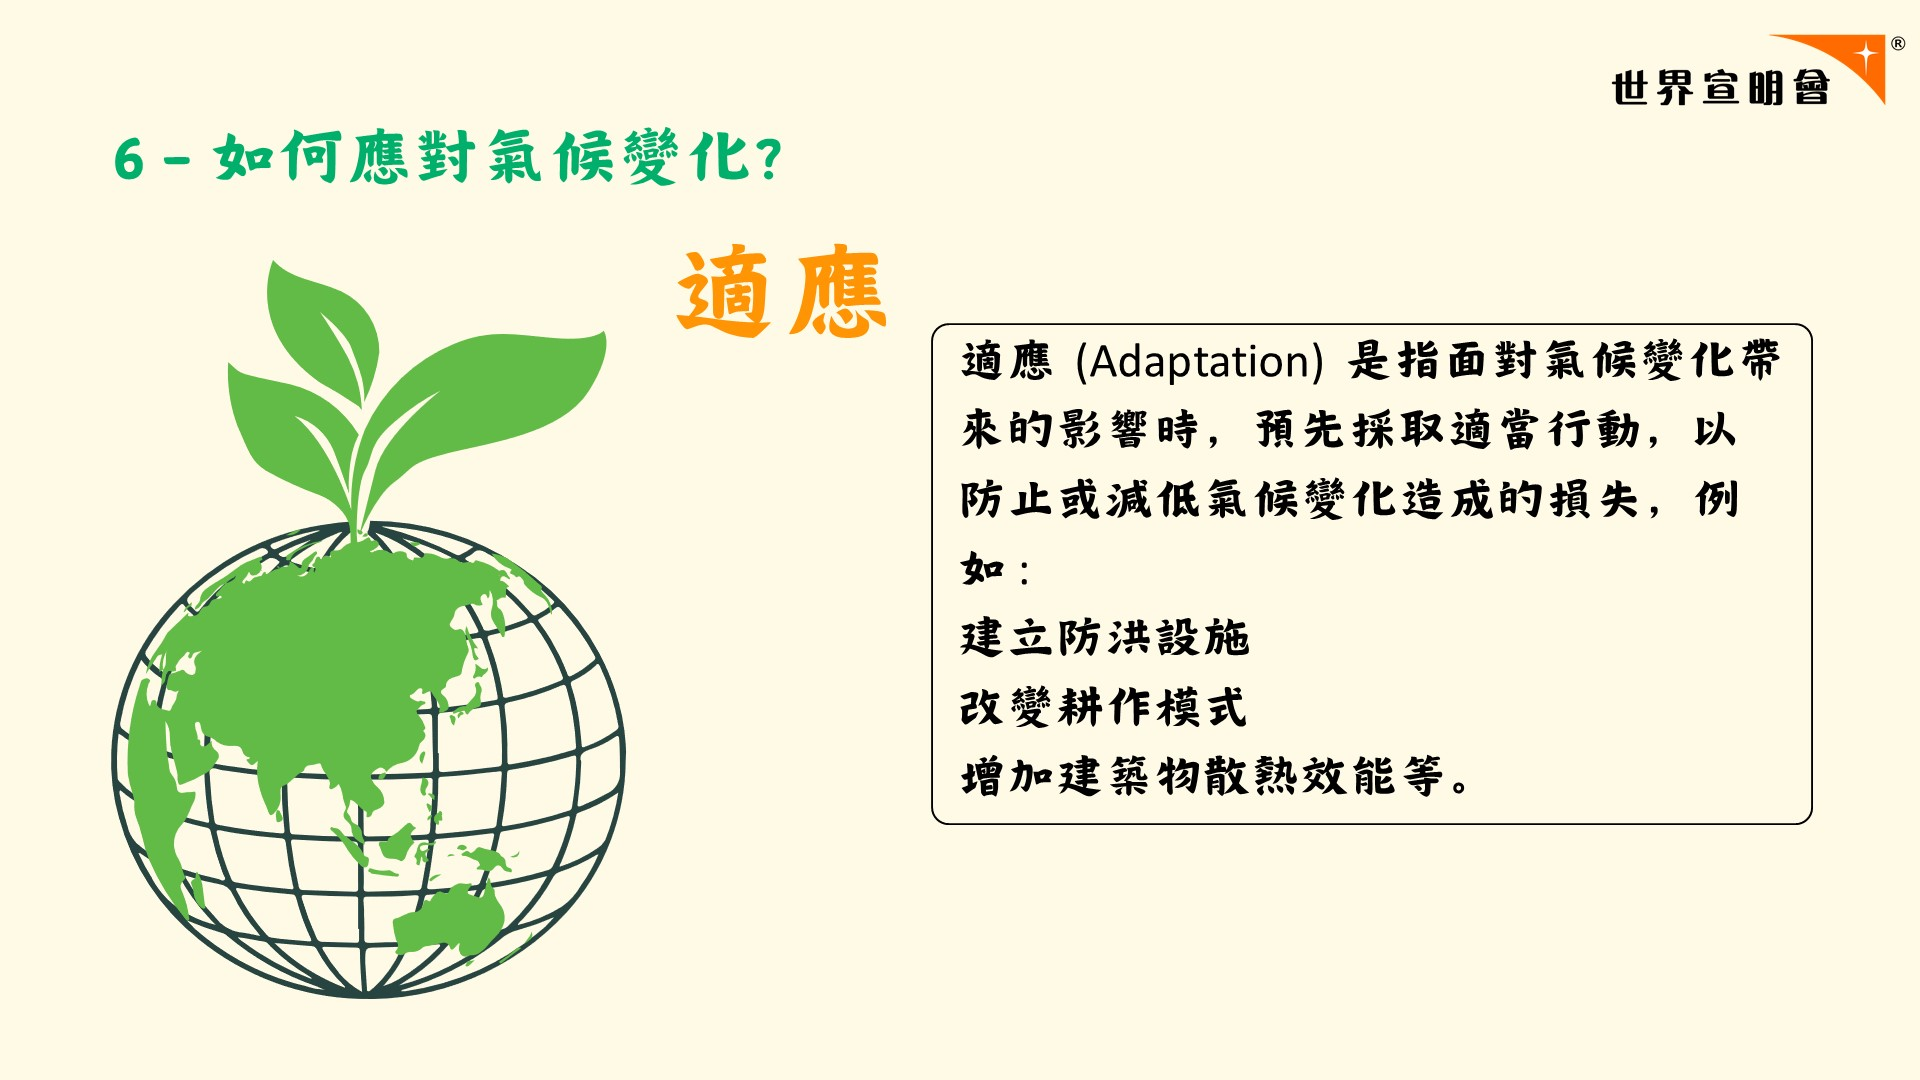 世界宣明會®
6 – 如何應對氣候變化?
適應
適應 (Adaptation) 是指面對氣候變化帶
來的影響時，預先採取適當行動，以
防止或減低氣候變化造成的損失，例
如 :
建立防洪設施
改變耕作模式
增加建築物散熱效能等。